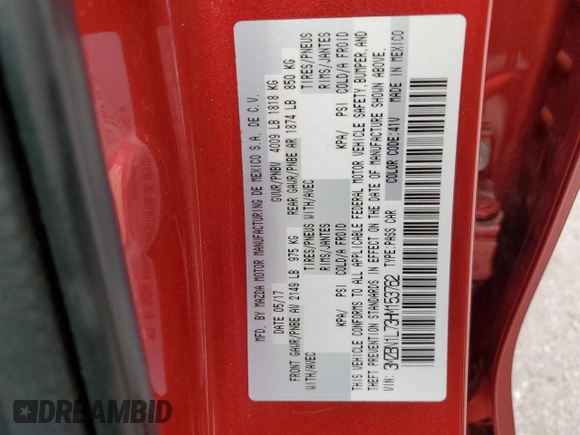 MFD. BY MAZDA MOTOR MANUFACTURING DE MEXICO S.A. DE C.V.
DATE 05/17 GVWR/PNBV 4009 LB 1818 KG
FRONT GAWR/PNBE AV 2149 LB 975 KG REAR GAWR/PNBE AR 1874 LB 850 KG
WITH/AVEC TIRES/PNEUS WITH/AVEC TIRES/PNEUS
RIMS/JANTES RIMS/JANTES
KPA/ PSI COLD/A FROID KPA/ PSI COLD/A FROID
THIS VEHICLE CONFORMS TO ALL APPLICABLE FEDERAL MOTOR VEHICLE SAFETY, BUMPER, AND
THEFT PREVENTION STANDARDS IN EFFECT ON THE DATE OF MANUFACTURE SHOWN ABOVE.
VIN: 3MZBN1L73HM153762 TYPE:PASS CAR COLOR CODE:41V MADE IN MEXICO
DREAMBID